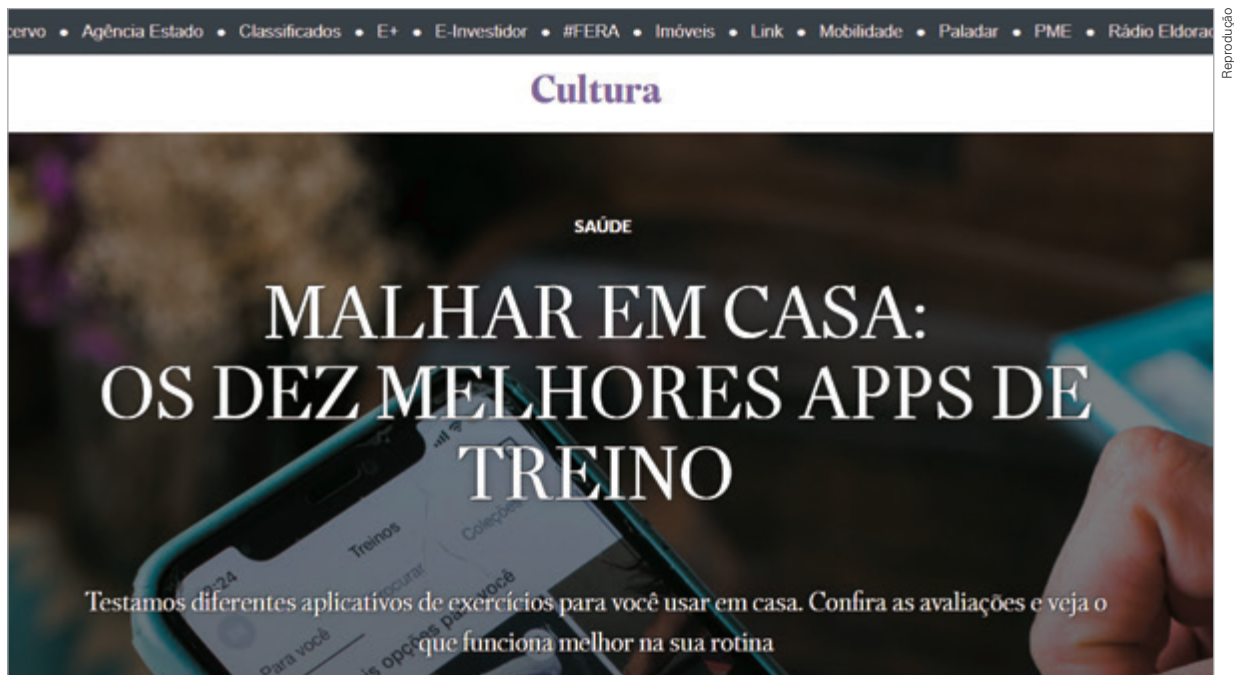 cervo • Agência Estado • Classificados • E+ • E-Investidor • #FERA • Imóveis • Link • Mobilidade • Paladar • PME • Rádio Eldorac
Reprodução
Cultura
SAÚDE
MALHAR EM CASA:
OS DEZ MELHORES APPS DE
TREINO
Treinos
Coleções
Para você
Testamos diferentes aplicativos de exercícios para você usar em casa. Confira as avaliações e veja o
que funciona melhor na sua rotina